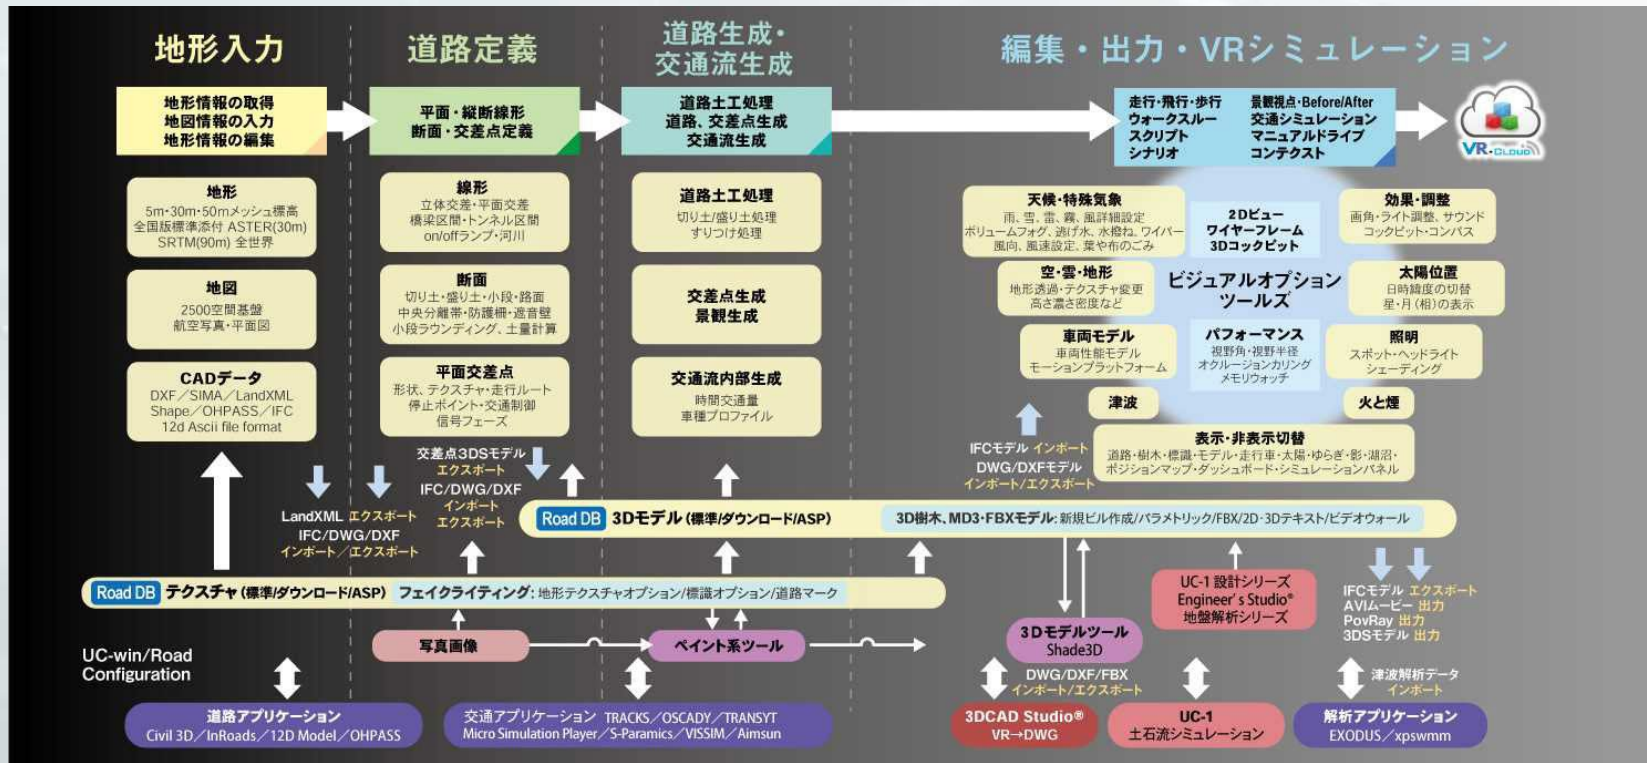 地形入力
道路定義
道路生成・
交通流生成
編集・出力・VRシミュレーション
地形情報の取得
地図情報の入力
地形情報の編集
平面・縦断線形
断面・交差点定義
道路土工処理
道路、交差点生成
交通流生成
走行・飛行・歩行
ウォークスルー
スクリプト
シナリオ
景観視点・Before/After
交通シミュレーション
マニュアルドライブ
コンテクスト
VR-CLOUD
地形
5m・30m・50mメッシュ標高
全国版標準添付 ASTER(30m)
SRTM(90m) 全世界
地図
2500空間基盤
航空写真・平面図
CADデータ
DXF／SIMA／LandXML
Shape／OHPASS／IFC
12d Ascii file format
線形
立体交差・平面交差
橋梁区間・トンネル区間
on/offランプ・河川
断面
切り土・盛り土・小段・路面
中央分離帯・防護柵・遮音壁
小段ラウンディング、土量計算
平面交差点
形状、テクスチャ・走行ルート
停止ポイント・交通制御
信号フェーズ
道路土工処理
切り土/盛り土処理
すりつけ処理
交差点生成
景観生成
交通流内部生成
時間交通量
車種プロファイル
天候・特殊気象
雨、雪、雷、霧、風詳細設定
ボリュームフォグ、逃げ水、水撥ね、ワイパー
風向、風速設定、葉や布のごみ
空・雲・地形
地形透過・テクスチャ変更
高さ濃さ密度など
車両モデル
車両性能モデル
モーションプラットフォーム
津波
2Dビュー
ワイヤーフレーム
3Dコックピット
ビジュアルオプション
ツールズ
パフォーマンス
視野角・視野半径
オクルージョンカリング
メモリウォッチ
効果・調整
画角・ライト調整、サウンド
コックピット・コンパス
太陽位置
日時緯度の切替
星・月（相）の表示
照明
スポット・ヘッドライト
シェーディング
火と煙
表示・非表示切替
道路・樹木・標識・モデル・走行車・太陽・ゆらぎ・影・湖沼・
ポジションマップ・ダッシュボード・シミュレーションパネル
LandXML エクスポート
IFC/DWG/DXF
インポート／エクスポート
交差点3DSモデル
エクスポート
IFC/DWG/DXF
インポート
エクスポート
IFCモデル インポート
DWG/DXFモデル
インポート/エクスポート
Road DB 3Dモデル（標準/ダウンロード/ASP）
3D樹木、MD3・FBXモデル：新規ビル作成/パラメトリック/FBX/2D・3Dテキスト/ビデオウォール
Road DB テクスチャ（標準/ダウンロード/ASP）
フェイクライティング：地形テクスチャオプション/標識オプション/道路マーク
写真画像
ペイント系ツール
3Dモデルツール
Shade3D
DWG/DXF/FBX
インポート/エクスポート
UC-1 設計シリーズ
Engineer's Studio®
地盤解析シリーズ
IFCモデル エクスポート
AVIムービー 出力
PovRay 出力
3DSモデル 出力
津波解析データ
インポート
UC-win/Road
Configuration
道路アプリケーション
Civil 3D／InRoads／12D Model／OHPASS
交通アプリケーション TRACKS／OSCADY／TRANSYT
Micro Simulation Player／S-Paramics／VISSIM／Aimsun
3DCAD Studio®
VR→DWG
UC-1
土石流シミュレーション
解析アプリケーション
EXODUS／xpswmm